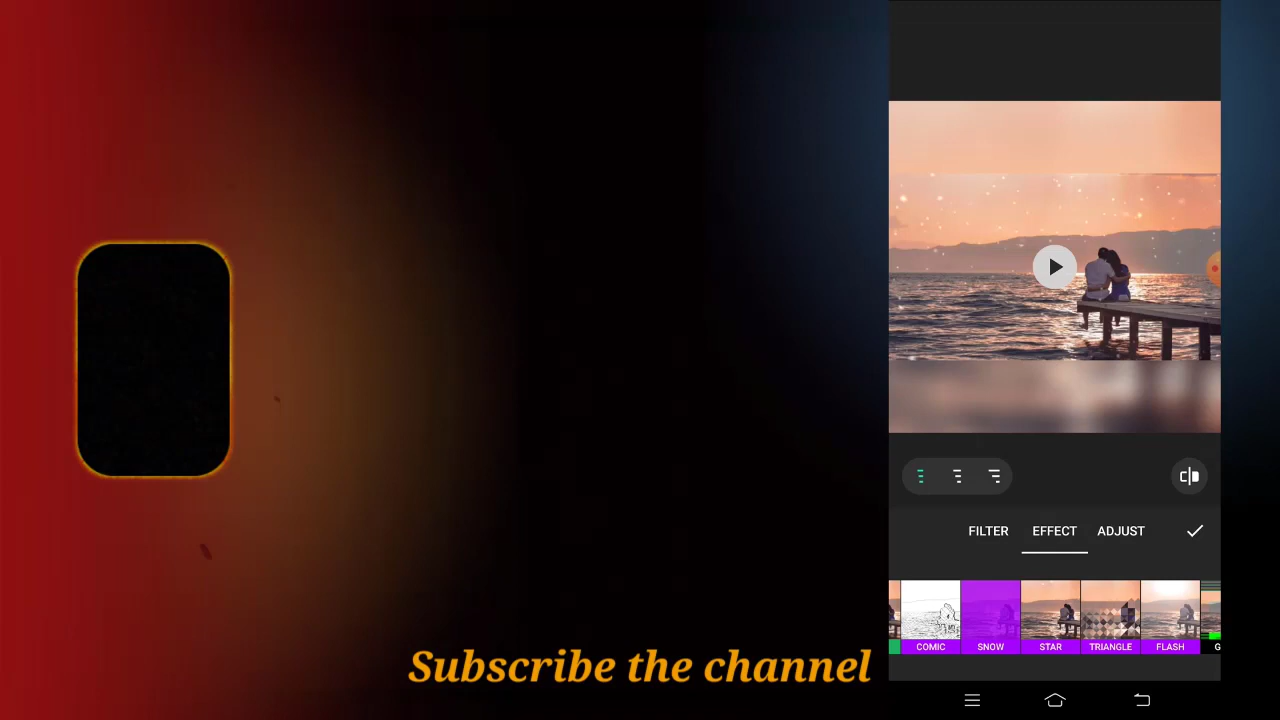 FILTER EFFECT ADJUST
COMIC SNOW STAR TRIANGLE FLASH G
Subscribe the channel